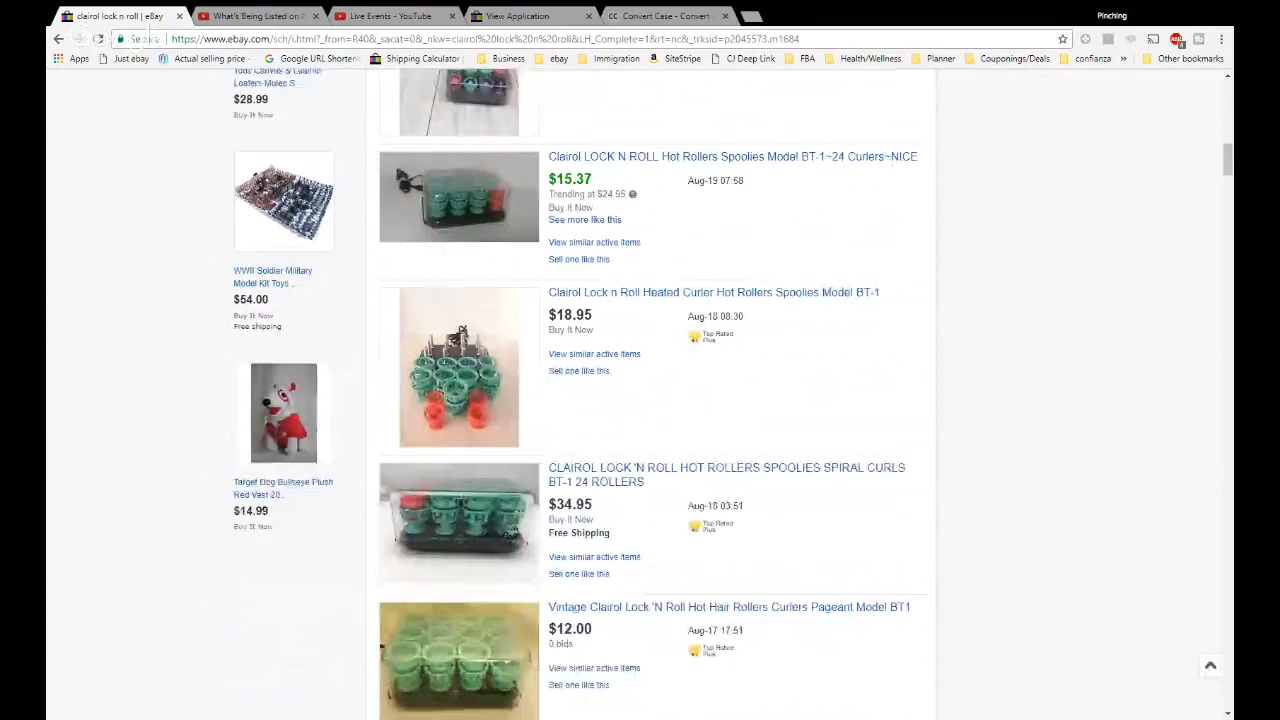 clairol lock n roll | eBay
What's Being Listed on
Live Events - YouTube
View Application
Convert Case - Convert
Pinching
Secure
https://www.ebay.com/sch/i.html?_from=R40&_sacat=0&_nkw=clairol%20lock%20n%20roll&LH_Complete=1&rt=nc&_trksid=p2045573.m1684
Apps
Just ebay
Actual selling price
Google URL Shortene
Shipping Calculator
Business
ebay
Immigration
SiteStripe
CJ Deep Link
FBA
Health/Wellness
Planner
Couponings/Deals
confianza
»
Other bookmarks
Tods Canvas & Leather
Loafers Mules S
$28.99
Buy It Now
WWII Soldier Military
Model Kit Toys ...
$54.00
Buy It Now
Free shipping
Target Dog Bullseye Plush
Red Vest 20..
$14.99
Buy It Now
Clairol LOCK N ROLL Hot Rollers Spoolies Model BT-1~24 Curlers~NICE
$15.37
Aug-19 07:58
Trending at $24.95
Buy It Now
See more like this
View similar active items
Sell one like this
Clairol Lock n Roll Heated Curler Hot Rollers Spoolies Model BT-1
$18.95
Aug-18 08:30
Buy It Now
Top Rated
Plus
View similar active items
Sell one like this
CLAIROL LOCK 'N ROLL HOT ROLLERS SPOOLIES SPIRAL CURLS
BT-1 24 ROLLERS
$34.95
Aug-18 03:51
Buy It Now
Free Shipping
Top Rated
Plus
View similar active items
Sell one like this
Vintage Clairol Lock 'N Roll Hot Hair Rollers Curlers Pageant Model BT1
$12.00
Aug-17 17:51
0 bids
Top Rated
Plus
View similar active items
Sell one like this